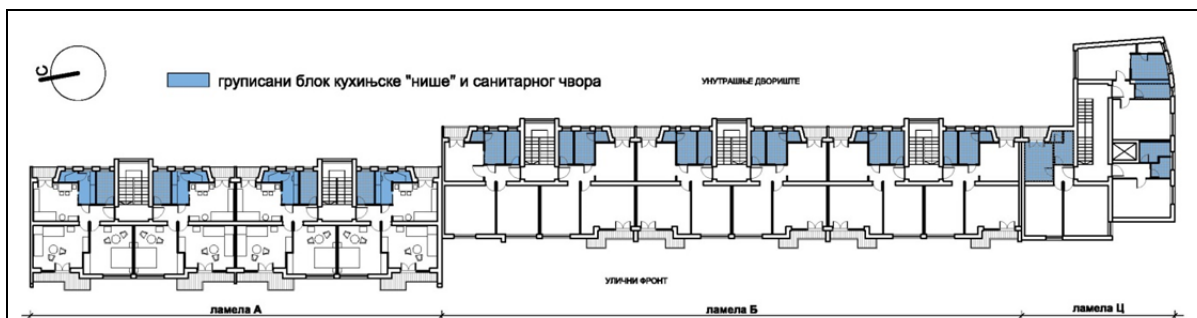 С
груписани блок кухињске "нише" и санитарног чвора
УНУТРАШЊЕ ДВОРИШТЕ
УЛИЧНИ ФРОНТ
ламела А
ламела Б
ламела Ц